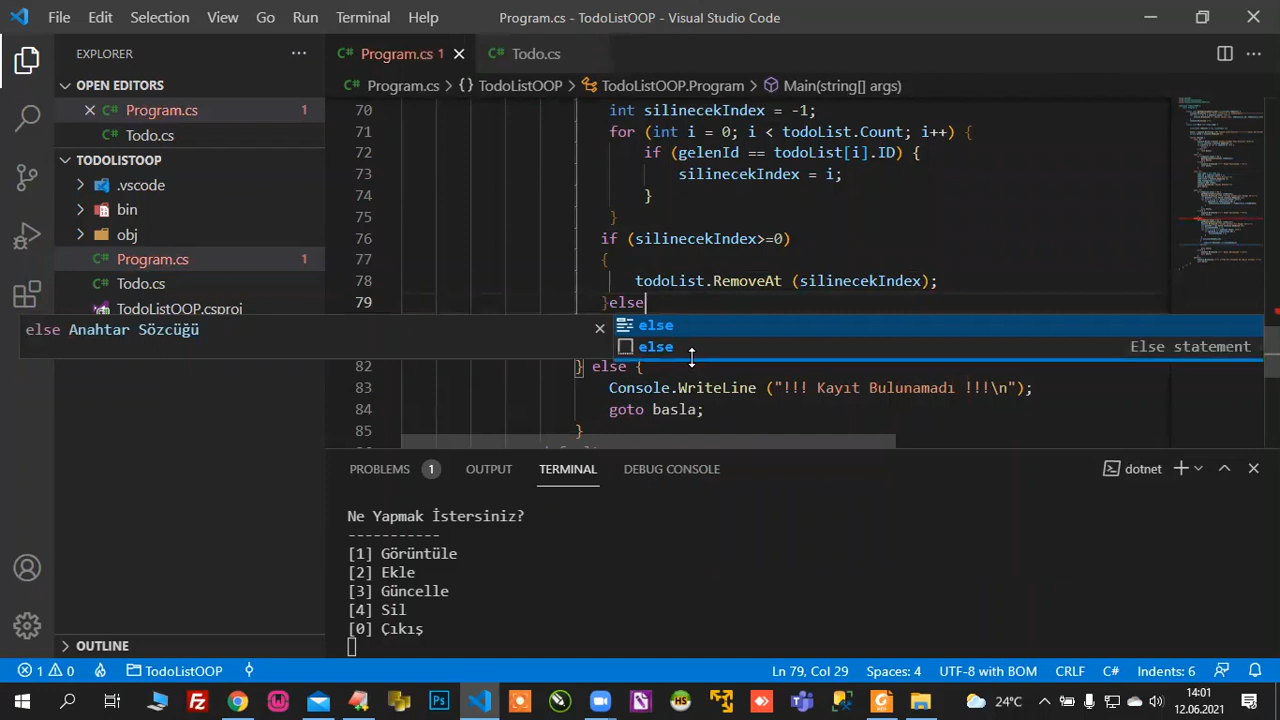 File Edit Selection View Go Run Terminal Help
Program.cs - TodoListOOP - Visual Studio Code
EXPLORER
OPEN EDITORS
Program.cs 1
Todo.cs
TODOLISTOOP
.vscode
bin
obj
Program.cs 1
Todo.cs
TodoListOOP.csproj
OUTLINE
Program.cs 1
Todo.cs
Program.cs > {} TodoListOOP > TodoListOOP.Program > Main(string[] args)
70 int silinecekIndex = -1;
71 for (int i = 0; i < todoList.Count; i++) {
72 if (gelenId == todoList[i].ID) {
73 silinecekIndex = i;
74 }
75 }
76 if (silinecekIndex>=0)
77 {
78 todoList.RemoveAt (silinecekIndex);
79 }else
else Anahtar Sözcüğü
else
else Else statement
82 } else {
83 Console.WriteLine ("!!! Kayıt Bulunamadı !!!\n");
84 goto basla;
85 }
PROBLEMS 1 OUTPUT TERMINAL DEBUG CONSOLE
dotnet
Ne Yapmak İstersiniz?
-----------
[1] Görüntüle
[2] Ekle
[3] Güncelle
[4] Sil
[0] Çıkış
1 0 TodoListOOP
Ln 79, Col 29 Spaces: 4 UTF-8 with BOM CRLF C# Indents: 6
24°C
14:01
12.06.2021